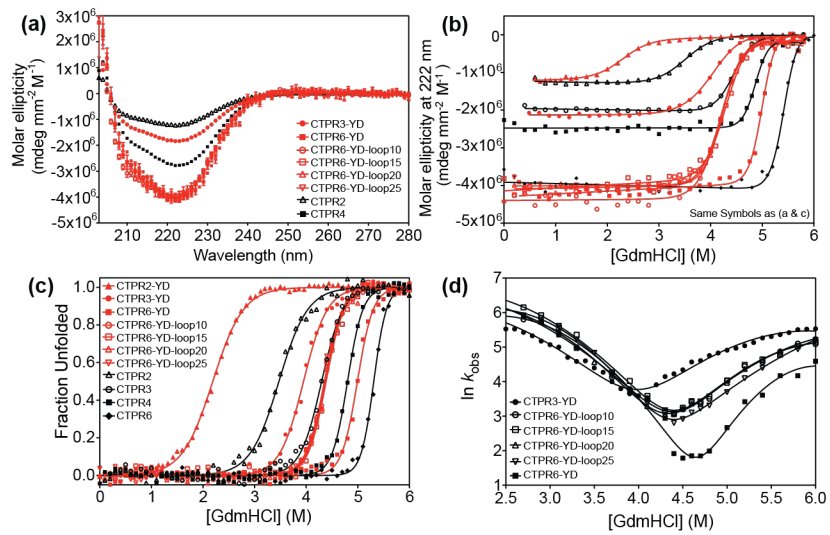 (a)
Molar ellipticity
(mdeg mm⁻² M⁻¹)
3x10⁶
2x10⁶
1x10⁶
0
-1x10⁶
-2x10⁶
-3x10⁶
-4x10⁶
-5x10⁶
210 220 230 240 250 260 270 280
Wavelength (nm)
CTPR3-YD
CTPR6-YD
CTPR6-YD-loop10
CTPR6-YD-loop15
CTPR6-YD-loop20
CTPR6-YD-loop25
CTPR2
CTPR4
(b)
Molar ellipticity at 222 nm
(mdeg mm⁻² M⁻¹)
0
-1x10⁶
-2x10⁶
-3x10⁶
-4x10⁶
-5x10⁶
0 1 2 3 4 5 6
[GdmHCl] (M)
Same Symbols as (a & c)
(c)
Fraction Unfolded
1.0
0.8
0.6
0.4
0.2
0.0
0 1 2 3 4 5 6
[GdmHCl] (M)
CTPR2-YD
CTPR3-YD
CTPR6-YD
CTPR6-YD-loop10
CTPR6-YD-loop15
CTPR6-YD-loop20
CTPR6-YD-loop25
CTPR2
CTPR3
CTPR4
CTPR6
(d)
ln kobs
7
6
5
4
3
2
1
2.5 3.0 3.5 4.0 4.5 5.0 5.5 6.0
[GdmHCl] (M)
CTPR3-YD
CTPR6-YD-loop10
CTPR6-YD-loop15
CTPR6-YD-loop20
CTPR6-YD-loop25
CTPR6-YD